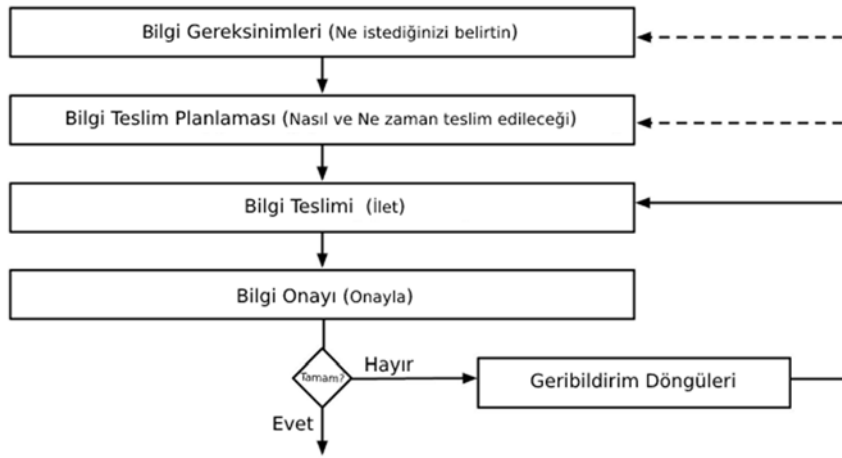 Bilgi Gereksinimleri (Ne istediğinizi belirtin)
Bilgi Teslim Planlaması (Nasıl ve Ne zaman teslim edileceği)
Bilgi Teslimi (İlet)
Bilgi Onayı (Onayla)
Tamam?
Hayır
Geribildirim Döngüleri
Evet